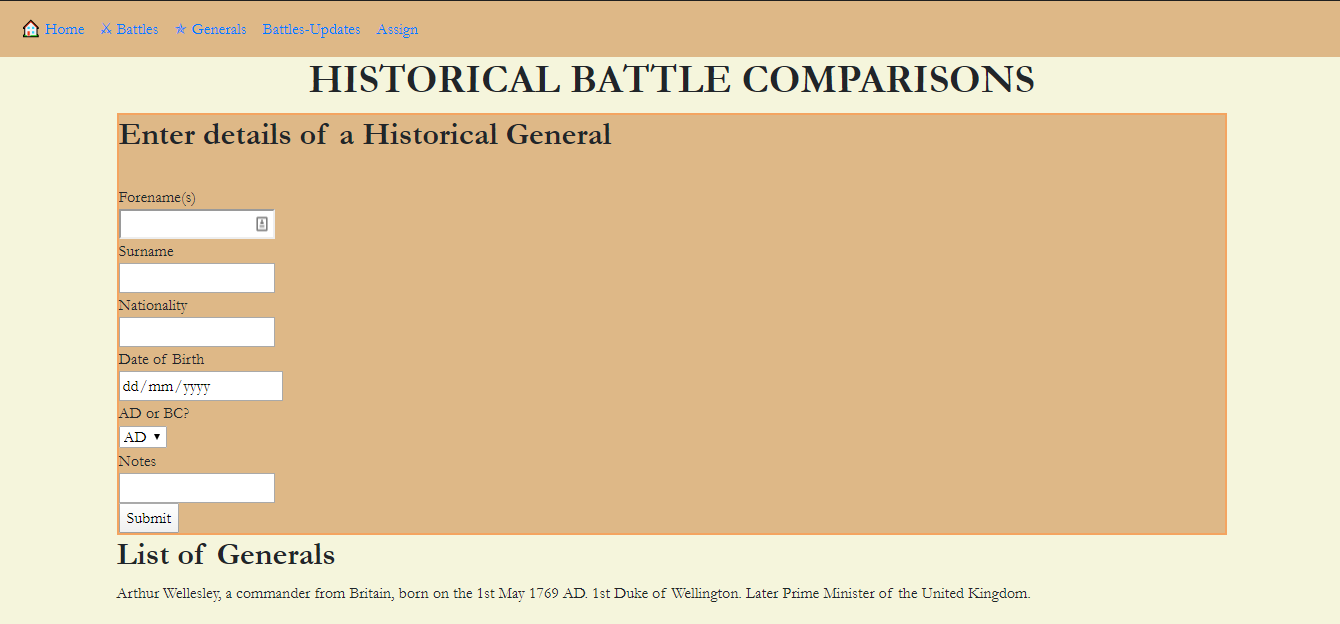 Home Battles Generals Battles-Updates Assign
HISTORICAL BATTLE COMPARISONS
Enter details of a Historical General
Forename(s)
Surname
Nationality
Date of Birth
dd/mm/yyyy
AD or BC?
AD
Notes
Submit
List of Generals
Arthur Wellesley, a commander from Britain, born on the 1st May 1769 AD. 1st Duke of Wellington. Later Prime Minister of the United Kingdom.